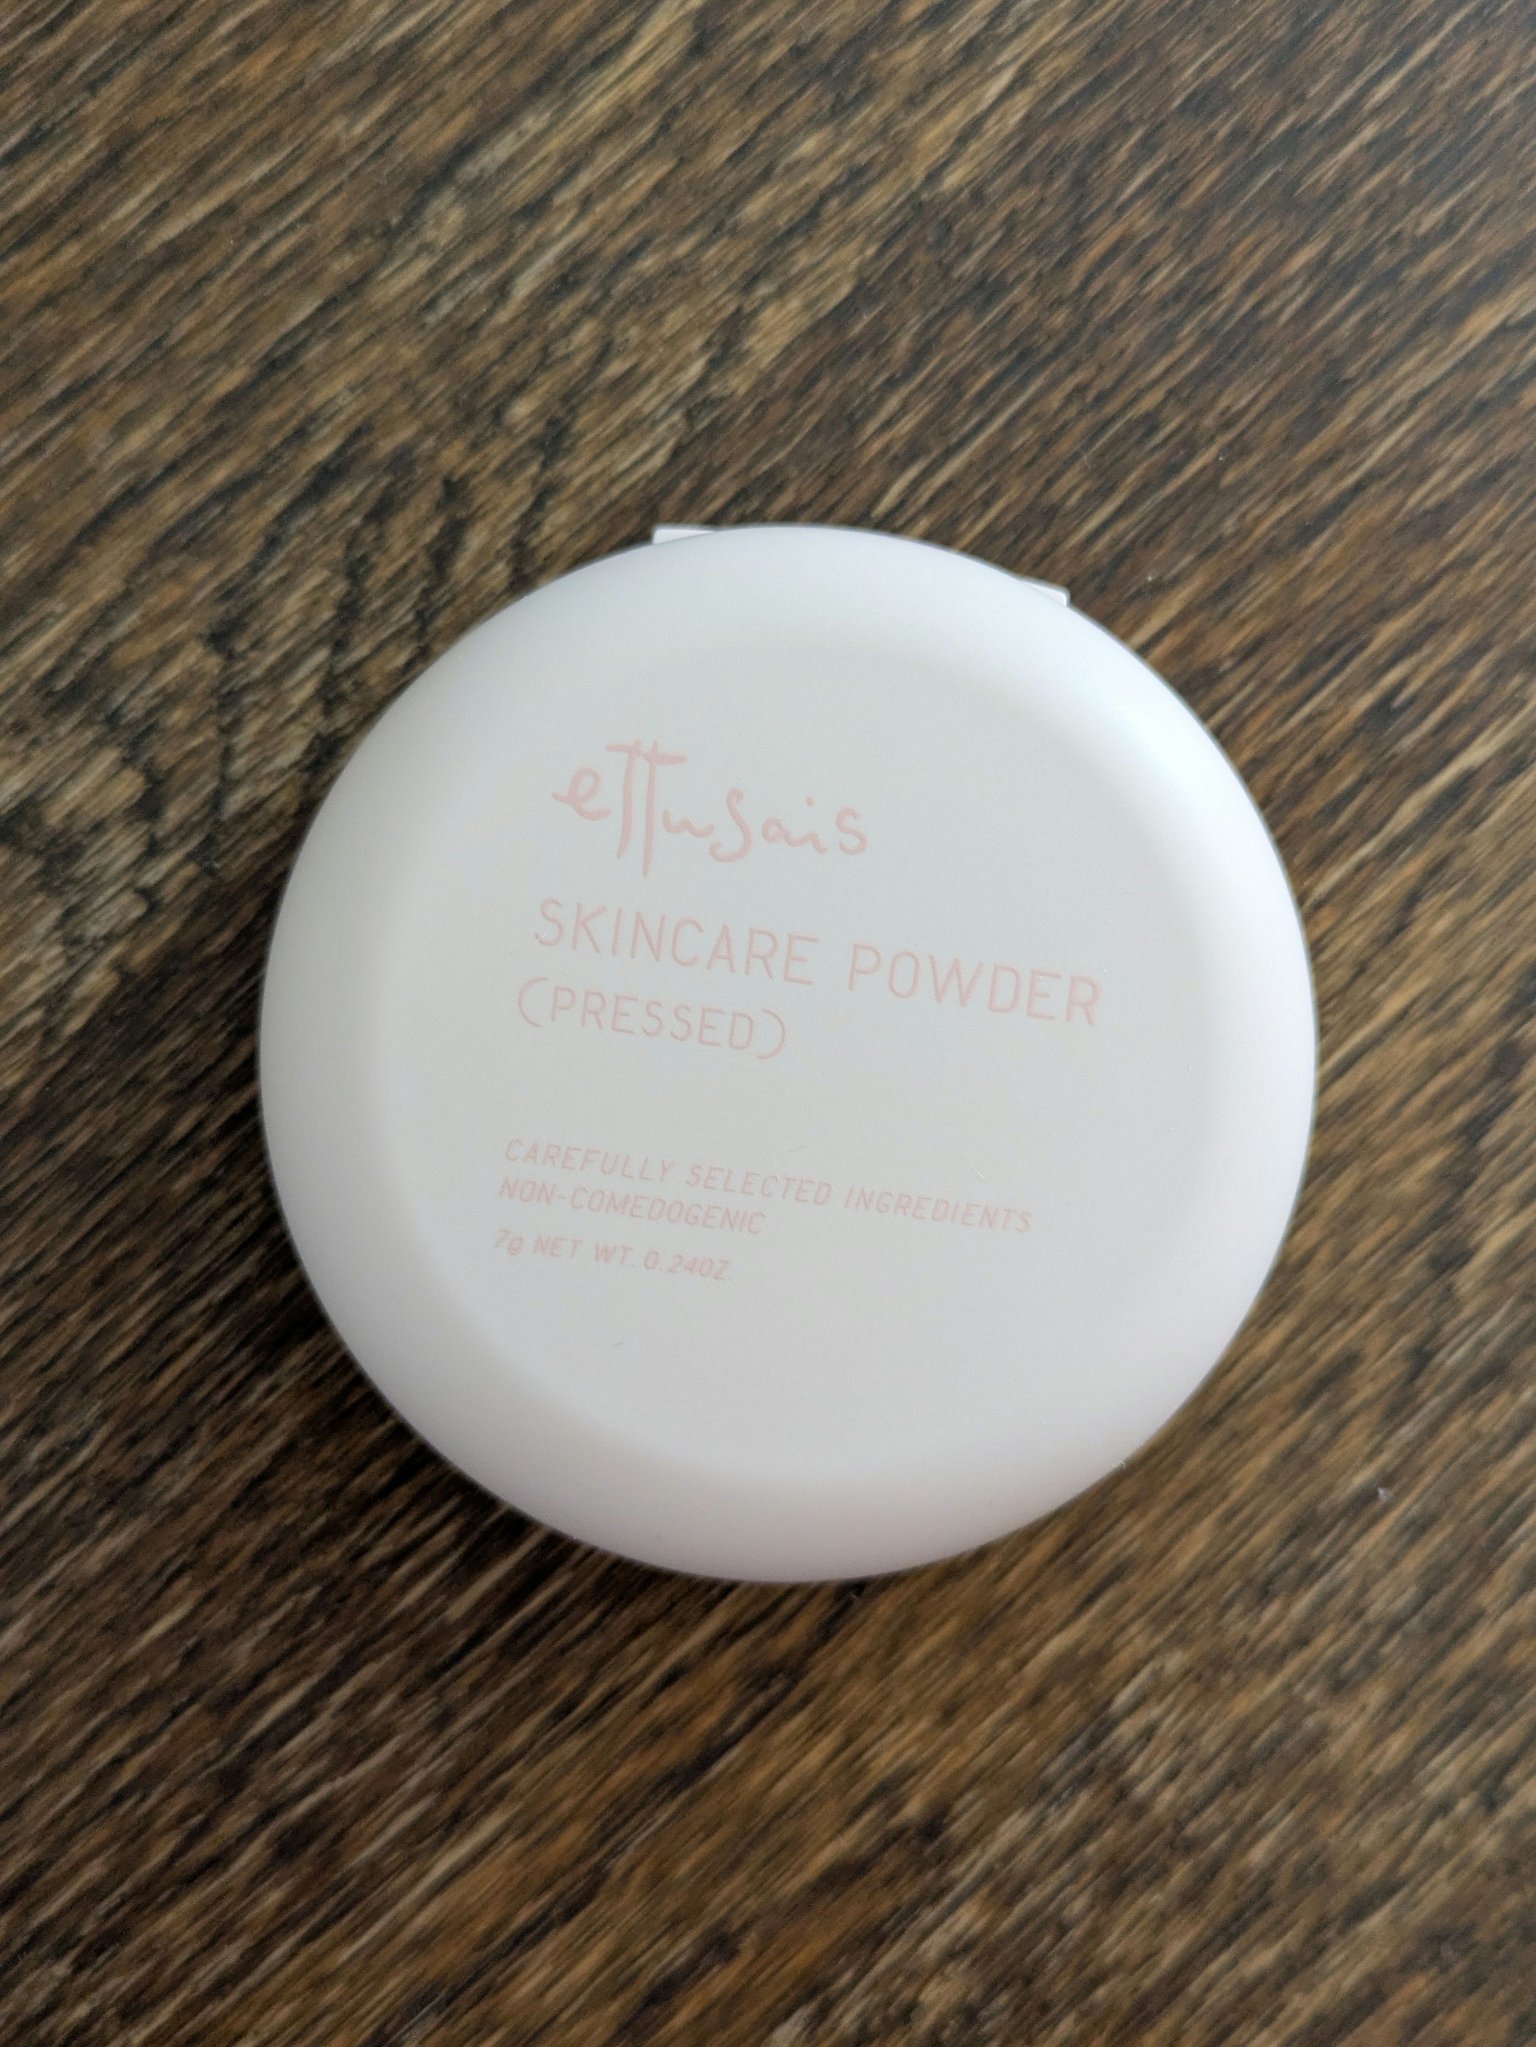 ettusais
SKINCARE POWDER
(PRESSED)
CAREFULLY SELECTED INGREDIENTS
NON-COMEDOGENIC
7g NET WT. 0.24OZ.